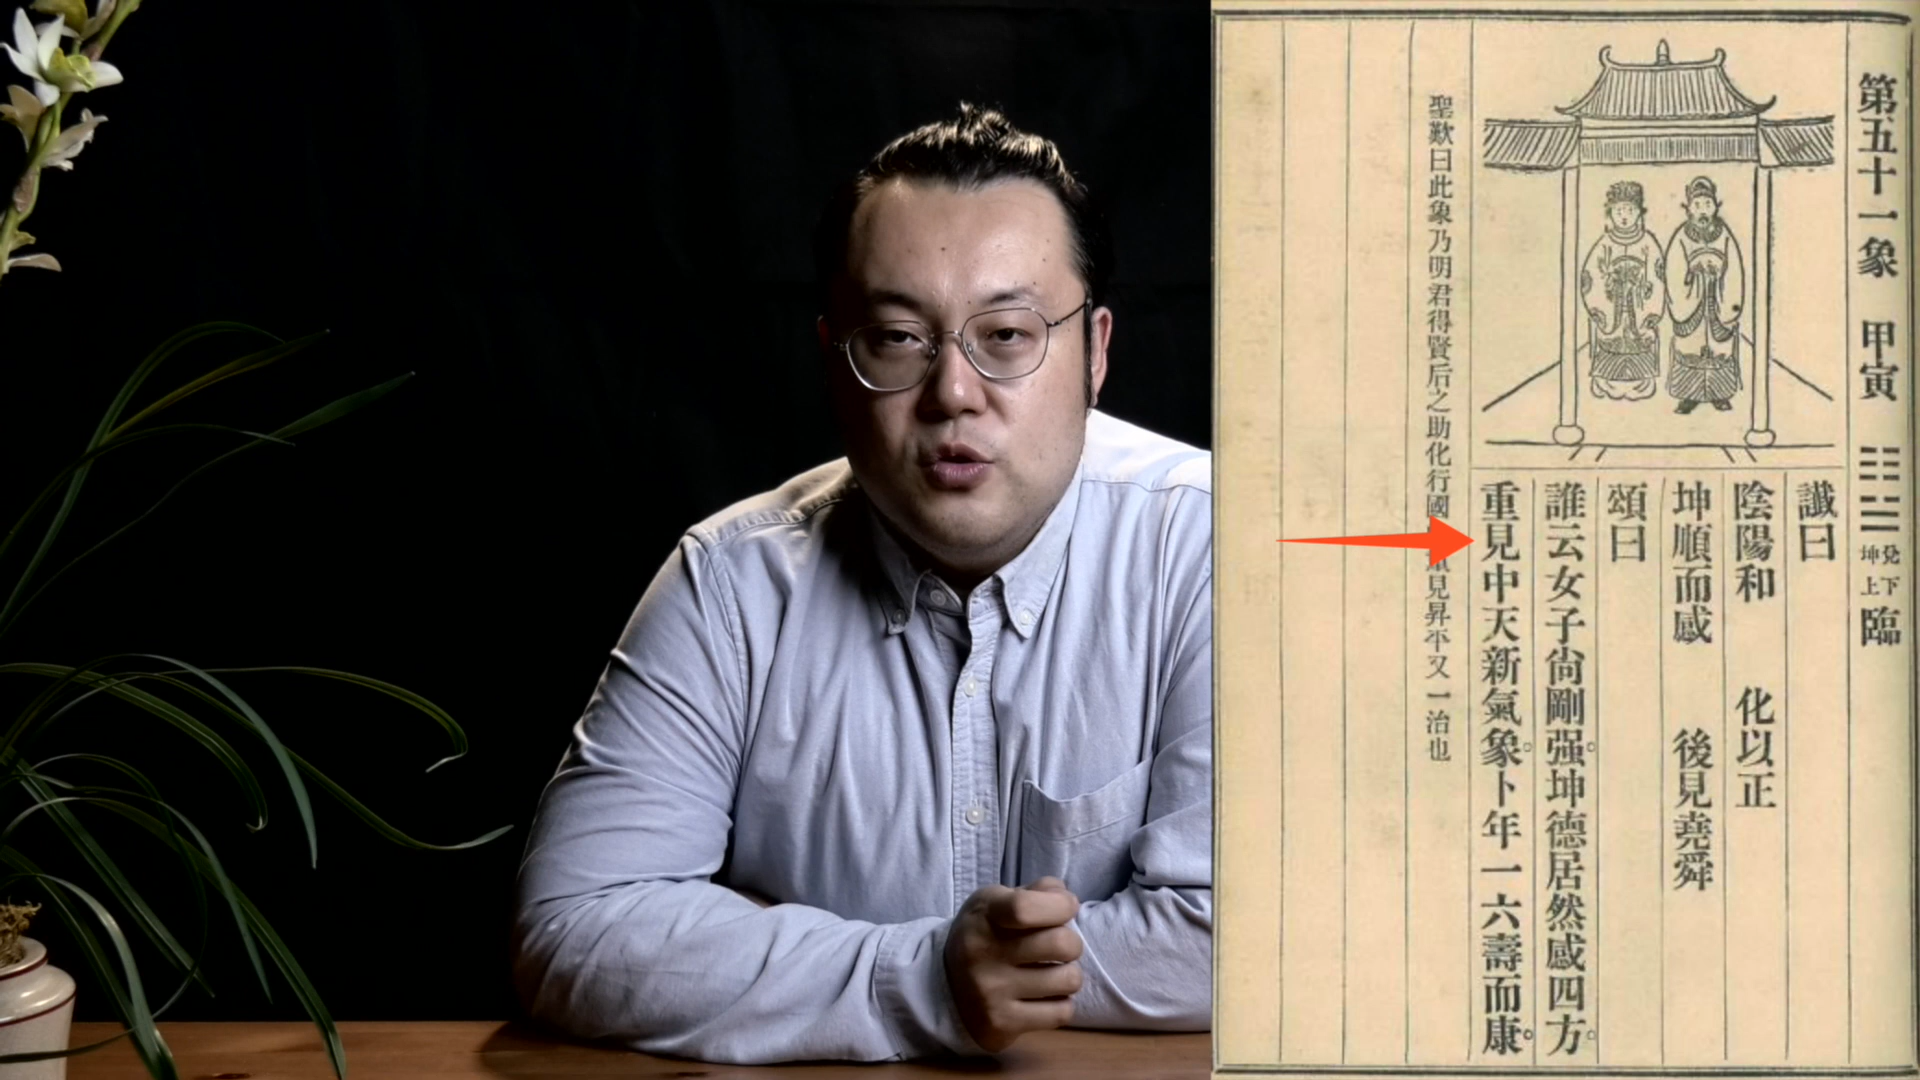 第五十一象 甲寅 兌下坤上 臨
讖曰
陰陽和 化以正
坤順而感 後見堯舜
頌曰
誰云女子尙剛强。坤德居然感四方。
重見中天新氣象。卜年一六壽而康。
聖歎曰此象乃明君得賢后之助化行國 見昇平又一治也